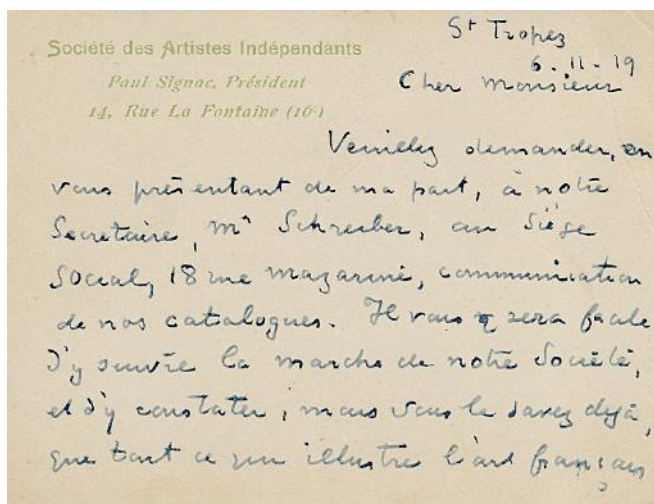 Société des Artistes Indépendants
Paul Signac, Président
14, Rue La Fontaine (16e)
St Tropez
6-11-19
Cher Monsieur
Veuillez demander, en
vous présentant de ma part, à notre
Secrétaire, Mr Schreiber, au Siège
Social, 18 rue Mazarine, communication
de nos catalogues. Il vous sera facile
d'y suivre la marche de notre Société,
et d'y constater, mais vous le savez déjà,
que tout ce qui illustre l'art français